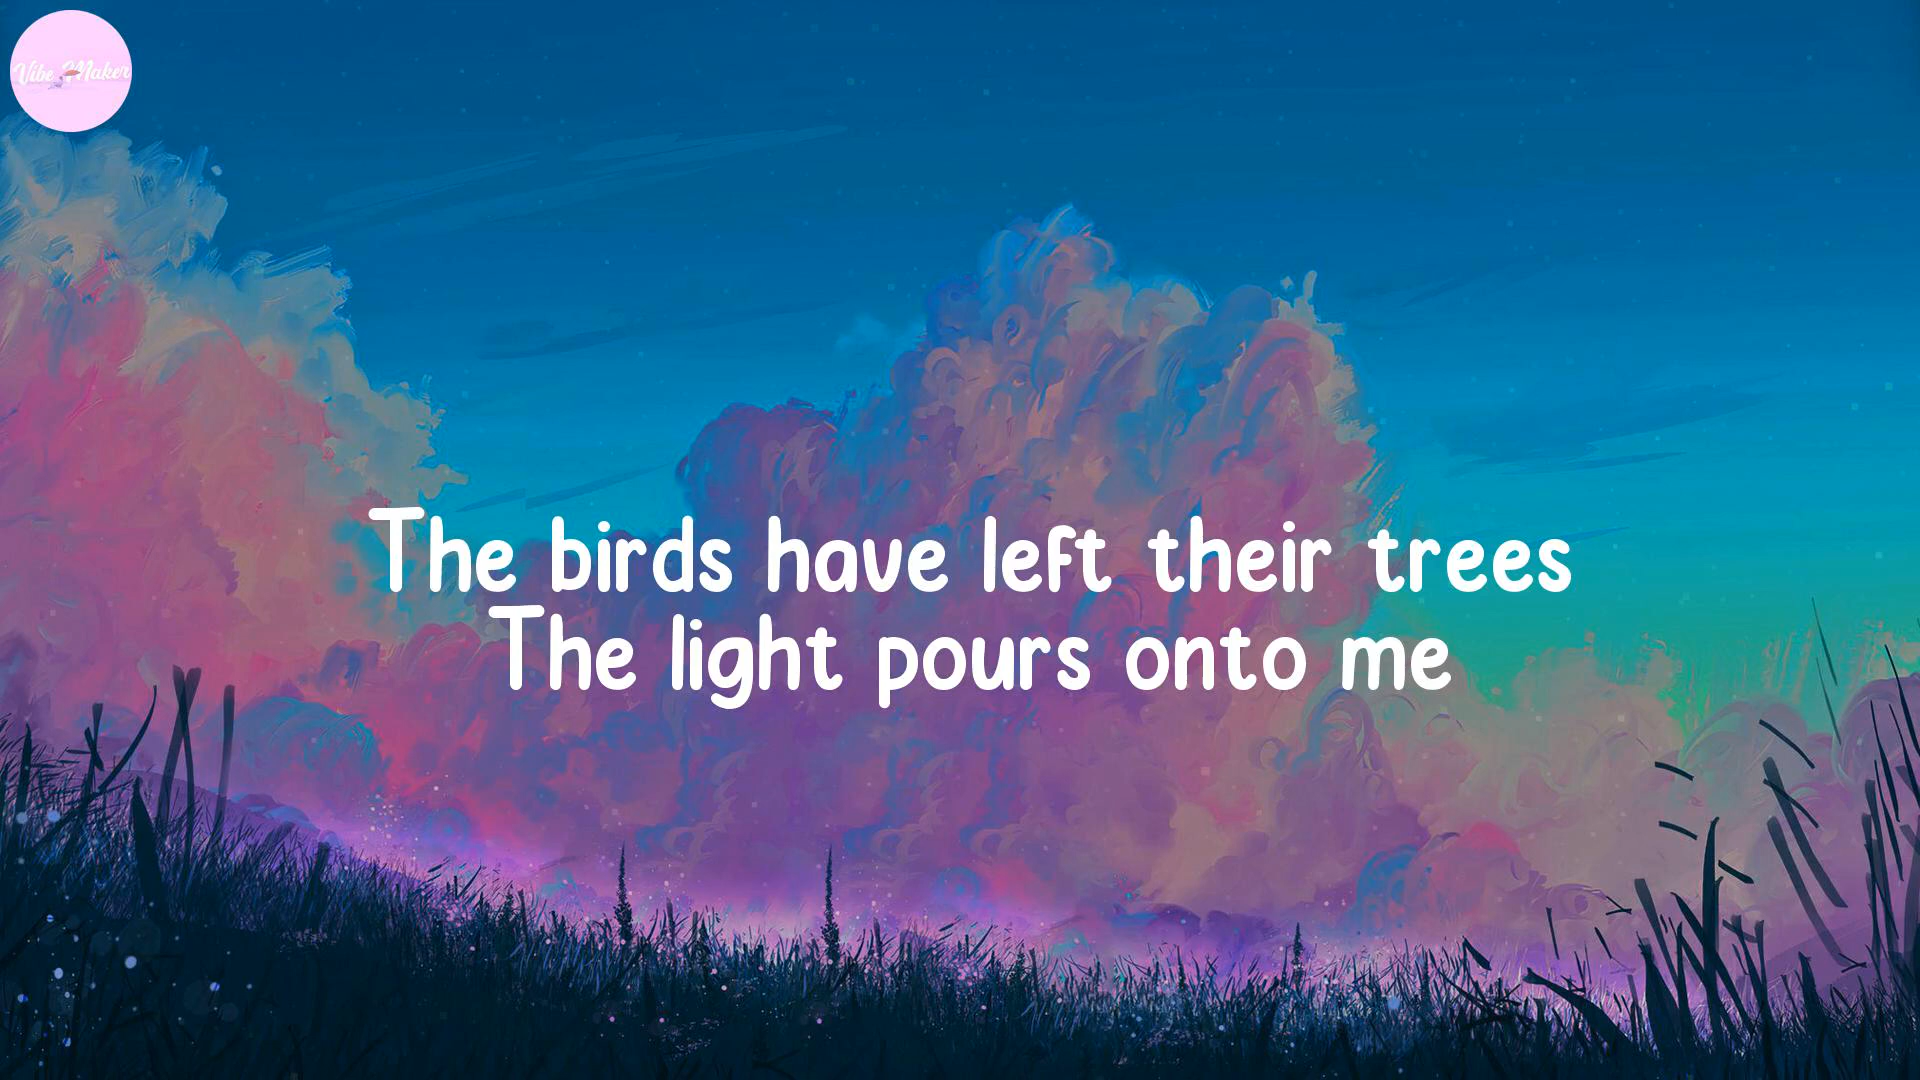 Vibe Maker
The birds have left their trees
The light pours onto me